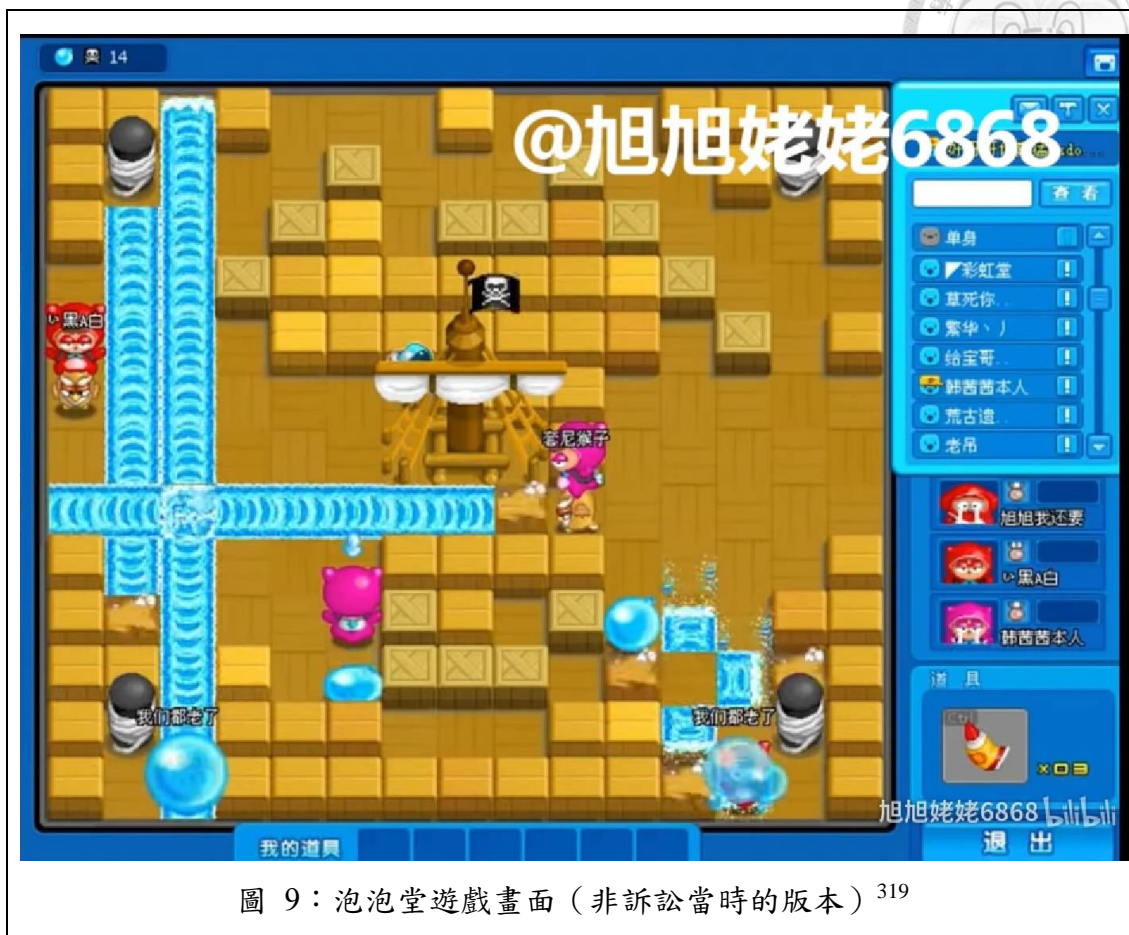 14
@旭旭姥姥6868
查看
单身
彩虹堂
草死你..
繁华丶丿
给宝哥..
韩茜茜本人
荒古遗..
老吊
い黑A白
套尼猴子
旭旭我还要
い黑A白
韩茜茜本人
道 具
Ctrl
x03
我们都老了
我们都老了
旭旭姥姥6868 bilibili
我的道具
退 出
圖 9：泡泡堂遊戲畫面（非訴訟當時的版本）319